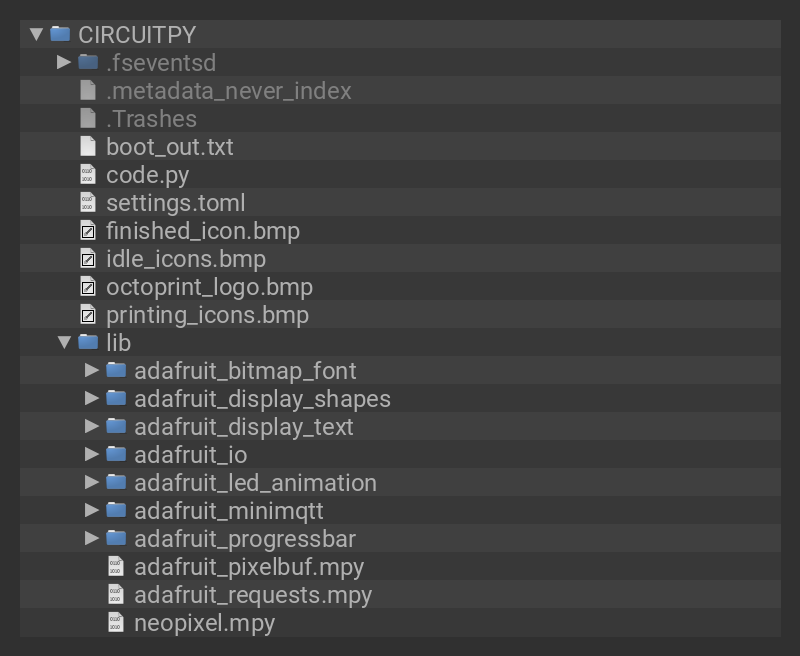 CIRCUITPY
.fseventsd
.metadata_never_index
.Trashes
boot_out.txt
code.py
settings.toml
finished_icon.bmp
idle_icons.bmp
octoprint_logo.bmp
printing_icons.bmp
lib
adafruit_bitmap_font
adafruit_display_shapes
adafruit_display_text
adafruit_io
adafruit_led_animation
adafruit_minimqtt
adafruit_progressbar
adafruit_pixelbuf.mpy
adafruit_requests.mpy
neopixel.mpy